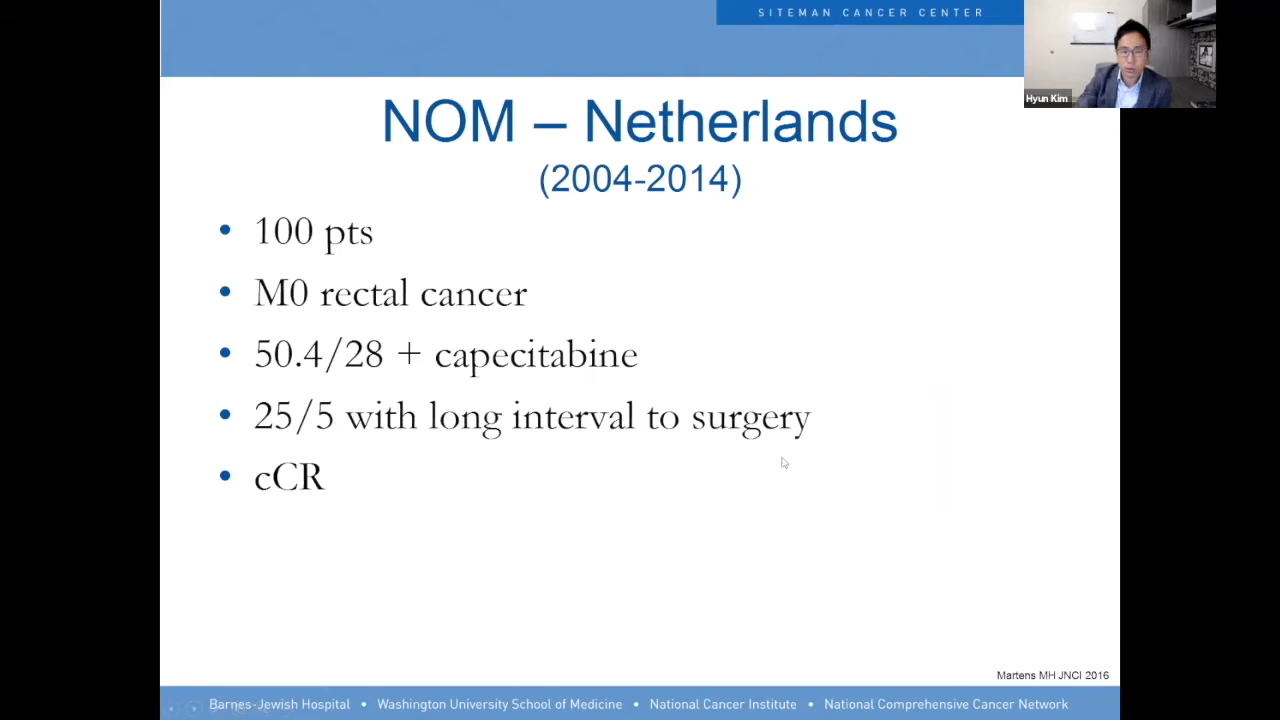 SITEMAN CANCER CENTER
Hyun Kim
NOM – Netherlands
(2004-2014)
• 100 pts
• M0 rectal cancer
• 50.4/28 + capecitabine
• 25/5 with long interval to surgery
• cCR
Martens MH JNCI 2016
Barnes-Jewish Hospital • Washington University School of Medicine • National Cancer Institute • National Comprehensive Cancer Network